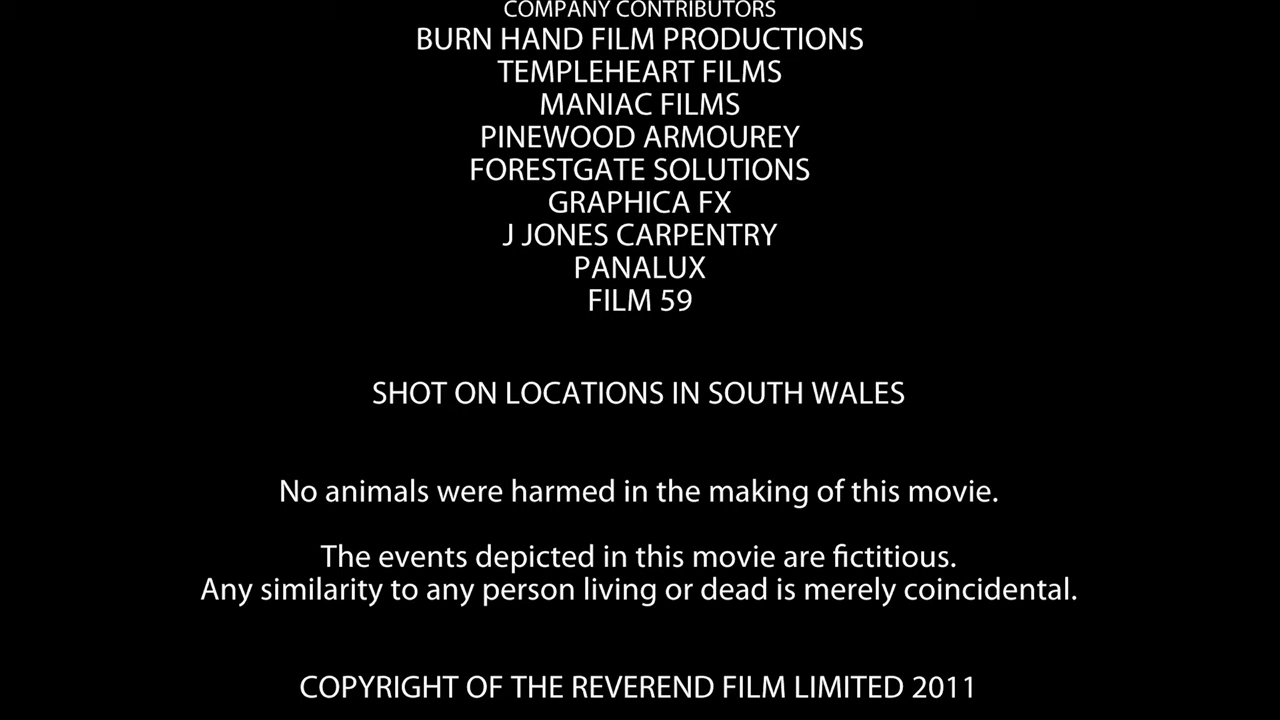 COMPANY CONTRIBUTORS
BURN HAND FILM PRODUCTIONS
TEMPLEHEART FILMS
MANIAC FILMS
PINEWOOD ARMOUREY
FORESTGATE SOLUTIONS
GRAPHICA FX
J JONES CARPENTRY
PANALUX
FILM 59
SHOT ON LOCATIONS IN SOUTH WALES
No animals were harmed in the making of this movie.
The events depicted in this movie are fictitious.
Any similarity to any person living or dead is merely coincidental.
COPYRIGHT OF THE REVEREND FILM LIMITED 2011